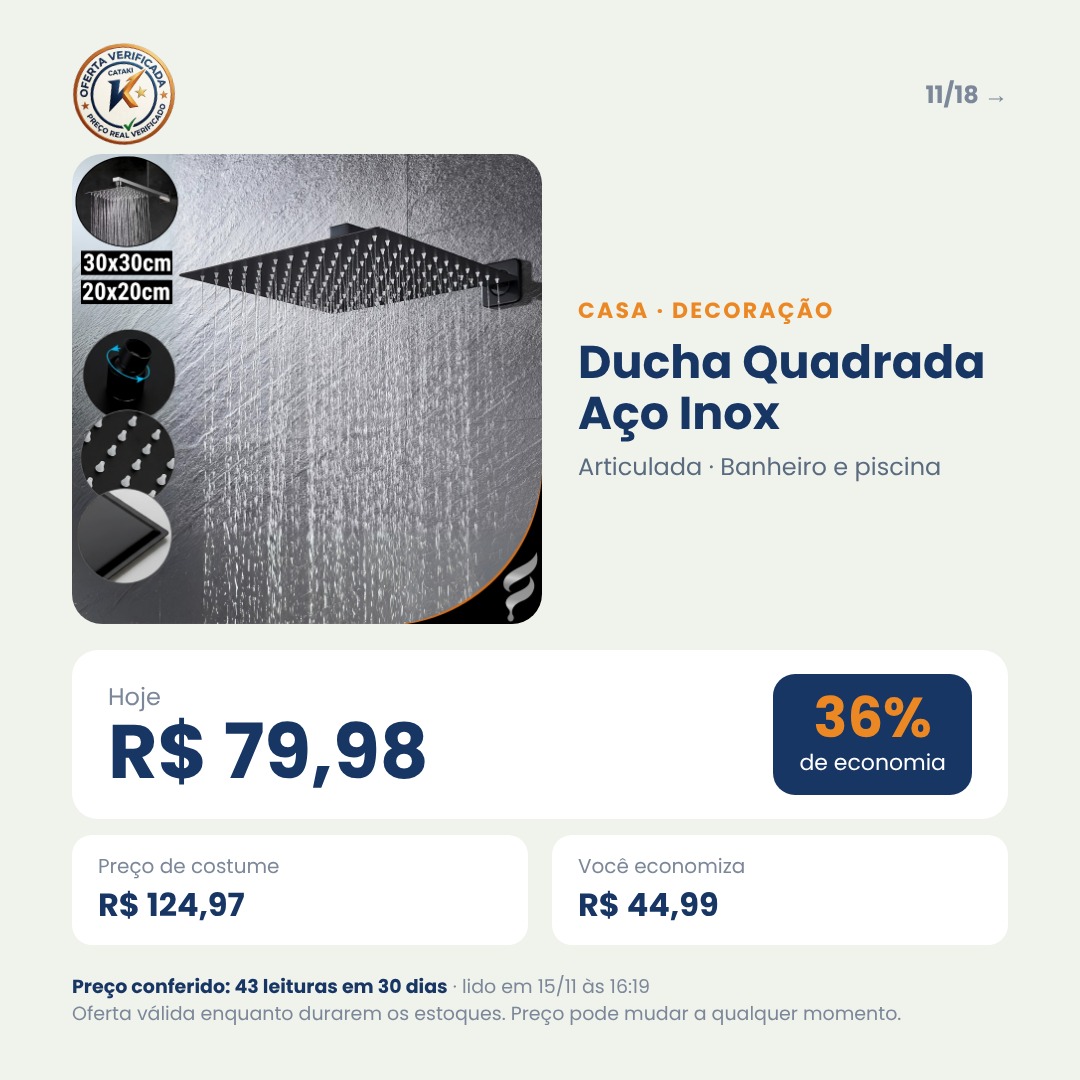 OFERTA VERIFICADA
CATAKI
K
PREÇO REAL VERIFICADO
11/18 →
30x30cm
20x20cm
CASA · DECORAÇÃO
Ducha Quadrada
Aço Inox
Articulada · Banheiro e piscina
Hoje
R$ 79,98
36%
de economia
Preço de costume
R$ 124,97
Você economiza
R$ 44,99
Preço conferido: 43 leituras em 30 dias · lido em 15/11 às 16:19
Oferta válida enquanto durarem os estoques. Preço pode mudar a qualquer momento.